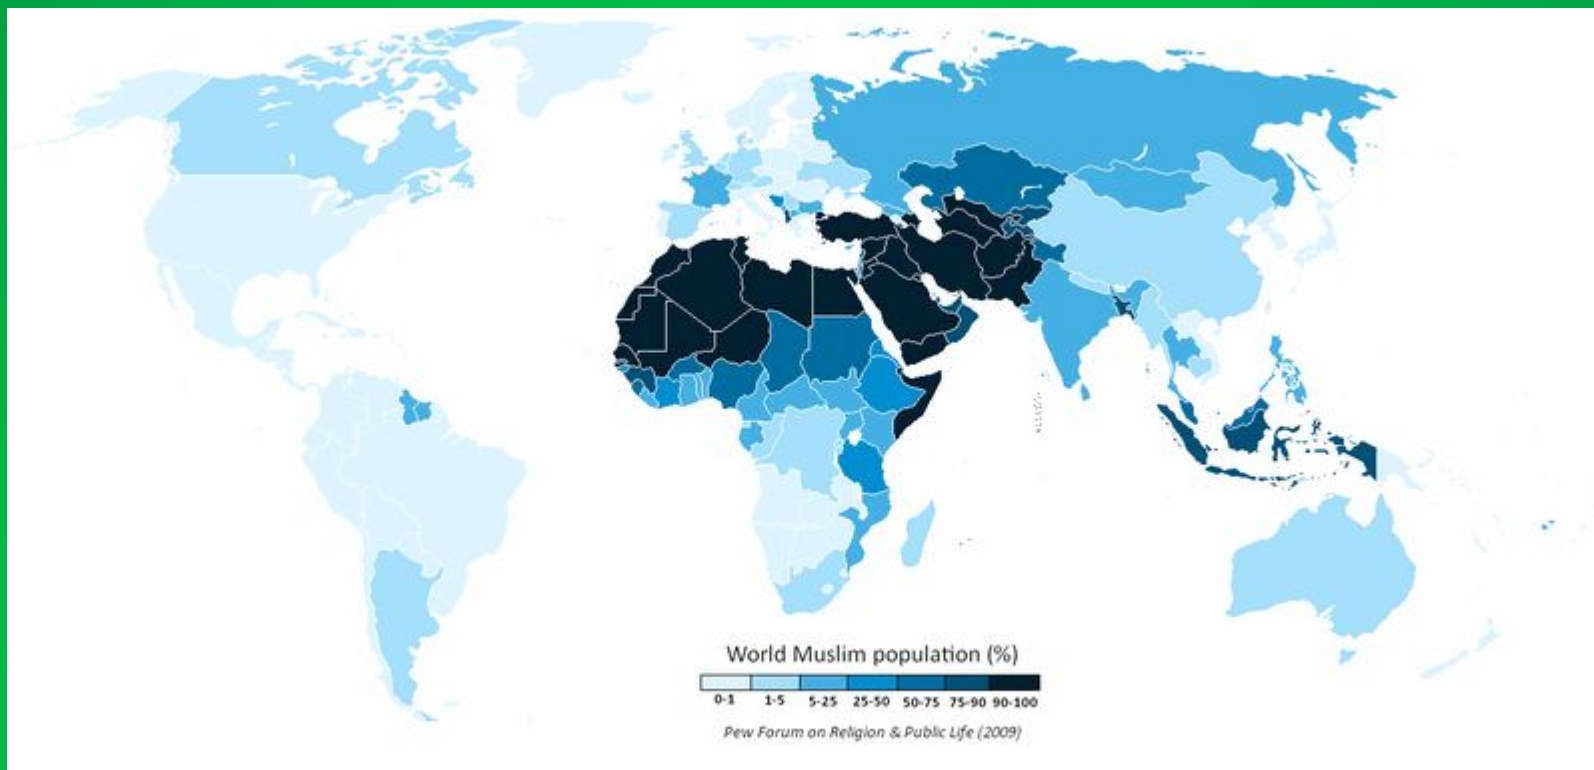 World Muslim population (%)
0-1 1-5 5-25 25-50 50-75 75-90 90-100
Pew Forum on Religion & Public Life (2009)